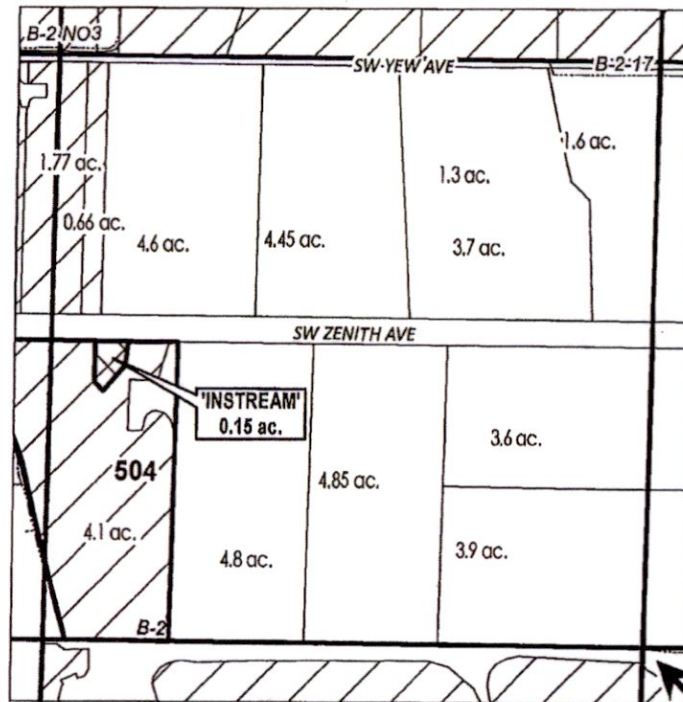 B-2-NO3
SW YEW AVE
B-2-17
1.77 ac.
1.6 ac.
1.3 ac.
0.66 ac.
4.6 ac.
4.45 ac.
3.7 ac.
SW ZENITH AVE
'INSTREAM'
0.15 ac.
504
3.6 ac.
4.85 ac.
4.1 ac.
4.8 ac.
3.9 ac.
B-2